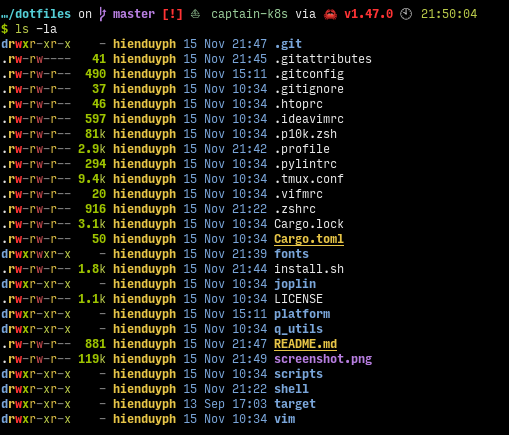 …/dotfiles on master [!] captain-k8s via v1.47.0 21:50:04
$ ls -la
drwxr-xr-x - hienduyph 15 Nov 21:47 .git
.rw-rw---- 41 hienduyph 15 Nov 21:45 .gitattributes
.rw-rw-r-- 490 hienduyph 15 Nov 15:11 .gitconfig
.rw-rw-r-- 37 hienduyph 15 Nov 10:34 .gitignore
.rw-rw-r-- 46 hienduyph 15 Nov 10:34 .htoprc
.rw-rw-r-- 597 hienduyph 15 Nov 10:34 .ideavimrc
.rw-rw-r-- 81k hienduyph 15 Nov 10:34 .p10k.zsh
.rw-rw-r-- 2.9k hienduyph 15 Nov 21:42 .profile
.rw-rw-r-- 294 hienduyph 15 Nov 10:34 .pylintrc
.rw-rw-r-- 9.4k hienduyph 15 Nov 10:34 .tmux.conf
.rw-rw-r-- 20 hienduyph 15 Nov 10:34 .vifmrc
.rw-rw-r-- 916 hienduyph 15 Nov 21:22 .zshrc
.rw-rw-r-- 3.1k hienduyph 15 Nov 10:34 Cargo.lock
.rw-rw-r-- 50 hienduyph 15 Nov 10:34 Cargo.toml
drwxr-xr-x - hienduyph 15 Nov 21:39 fonts
.rw-rw-r-- 1.8k hienduyph 15 Nov 21:44 install.sh
drwxr-xr-x - hienduyph 15 Nov 10:34 joplin
.rw-rw-r-- 1.1k hienduyph 15 Nov 10:34 LICENSE
drwxr-xr-x - hienduyph 15 Nov 15:11 platform
drwxr-xr-x - hienduyph 15 Nov 10:34 q_utils
.rw-rw-r-- 881 hienduyph 15 Nov 21:47 README.md
.rw-rw-r-- 119k hienduyph 15 Nov 21:49 screenshot.png
drwxr-xr-x - hienduyph 15 Nov 10:34 scripts
drwxr-xr-x - hienduyph 15 Nov 21:22 shell
drwxr-xr-x - hienduyph 13 Sep 17:03 target
drwxr-xr-x - hienduyph 15 Nov 10:34 vim